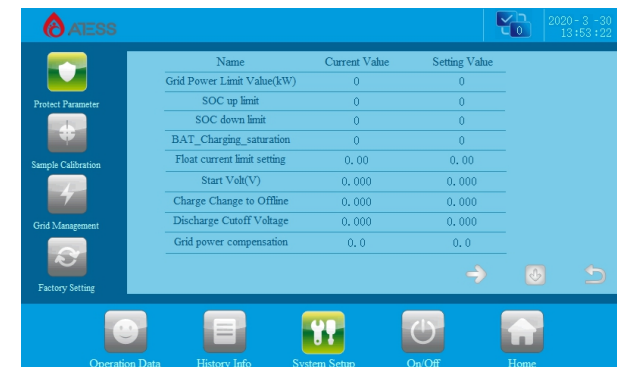 ATESS
0
2020- 3 -30
13:53:22
Protect Parameter
Sample Calibration
Grid Management
Factory Setting
Name Current Value Setting Value
Grid Power Limit Value(kW) 0 0
SOC up limit 0 0
SOC down limit 0 0
BAT_Charging_saturation 0 0
Float current limit setting 0.00 0.00
Start Volt(V) 0.000 0.000
Charge Change to Offline 0.000 0.000
Discharge Cutoff Voltage 0.000 0.000
Grid power compensation 0.0 0.0
Operation Data History Info System Setup On/Off Home